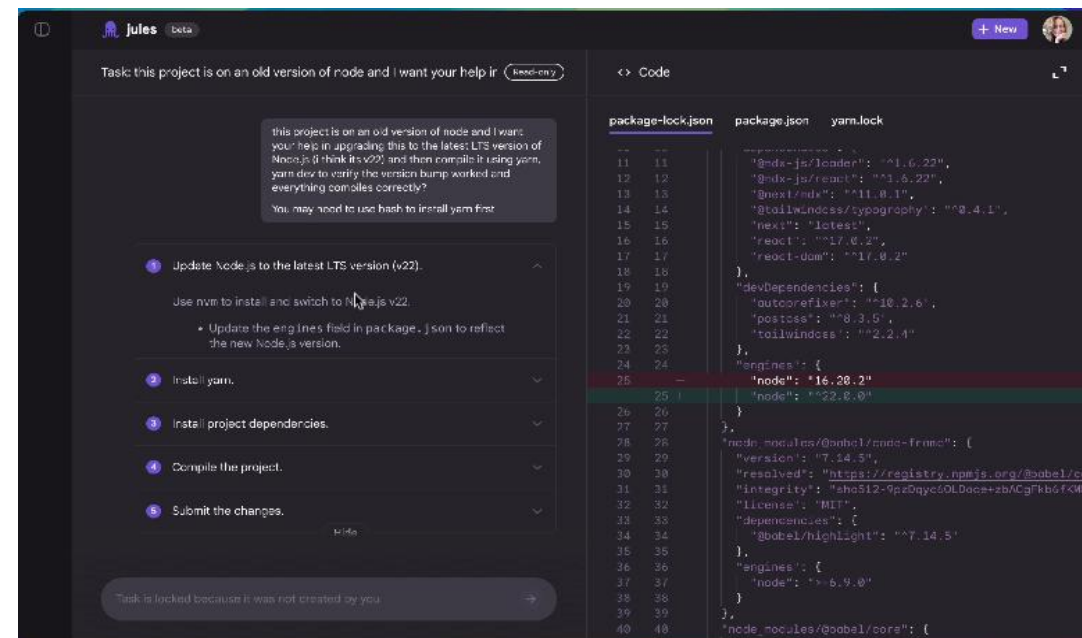 jules beta
+ New
Task: this project is on an old version of node and I want your help ir
Read-only
<> Code
this project is on an old version of node and I want
your help in upgrading this to the latest LTS version of
Node.js (i think its v22) and then compile it using yarn,
yarn dev to verify the version bump worked and
everything compiles correctly?
You may need to use bash to install yarn first
1 Update Node.js to the latest LTS version (v22).
Use nvm to install and switch to Node.js v22.
• Update the engines field in package.json to reflect
the new Node.js version.
2 Install yarn.
3 Install project dependencies.
4 Compile the project.
5 Submit the changes.
Hide
Task is locked because it was not created by you
package-lock.json package.json yarn.lock
11 11 "@mdx-js/loader": "^1.6.22",
12 12 "@mdx-js/react": "^1.6.22",
13 13 "@next/mdx": "^11.0.1",
14 14 "@tailwindcss/typography": "^0.4.1",
15 15 "next": "latest",
16 16 "react": "^17.0.2",
17 17 "react-dom": "^17.0.2"
18 18 },
19 19 "devDependencies": {
20 20 "autoprefixer": "^10.2.6",
21 21 "postcss": "^8.3.5",
22 22 "tailwindcss": "^2.2.4"
23 23 },
24 24 "engines": {
25 — "node": "16.20.2"
25 "node": "^22.0.0"
26 26 }
27 27 },
28 28 "node_modules/@babel/code-frame": {
29 29 "version": "7.14.5",
30 30 "resolved": "https://registry.npmjs.org/@babel/c
31 31 "integrity":
32 32 "license": "MIT",
33 33 "dependencies": {
34 34 "@babel/highlight": "^7.14.5"
35 35 },
36 36 "engines": {
37 37 "node": ">=6.9.0"
38 38 }
39 39 },
40 40 "node_modules/@babel/core": {